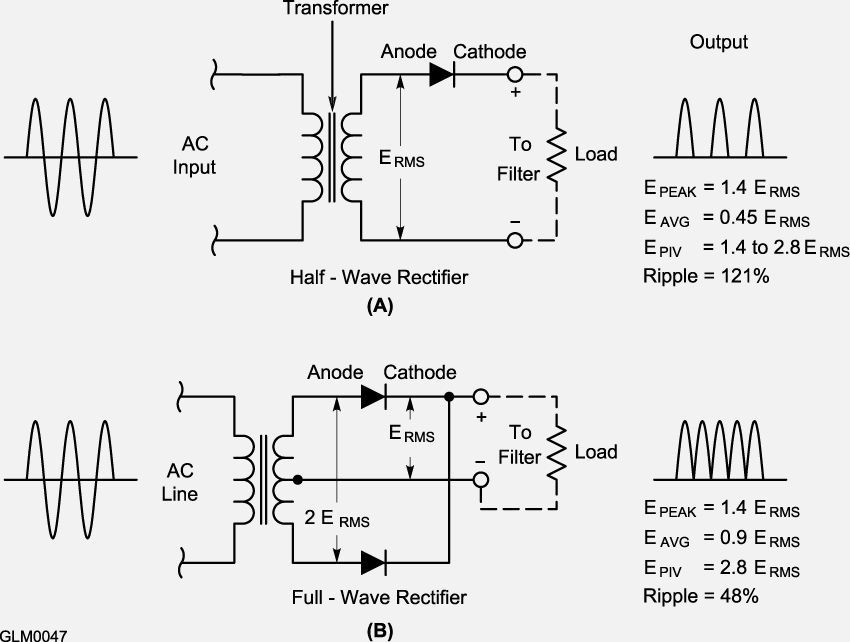 Transformer
Anode Cathode
Output
+
AC
Input
E RMS
To
Filter
Load
−
E PEAK = 1.4 E RMS
E AVG = 0.45 E RMS
E PIV = 1.4 to 2.8 E RMS
Ripple = 121%
Half - Wave Rectifier
(A)
Anode Cathode
+
E RMS
To
Filter
Load
−
AC
Line
2 E RMS
E PEAK = 1.4 E RMS
E AVG = 0.9 E RMS
E PIV = 2.8 E RMS
Ripple = 48%
Full - Wave Rectifier
(B)
GLM0047